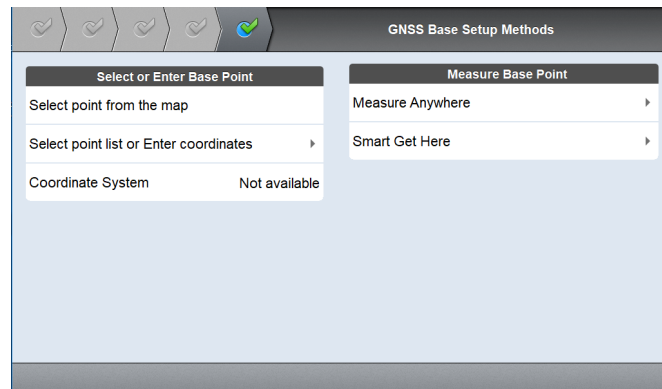 GNSS Base Setup Methods
Select or Enter Base Point
Select point from the map
Select point list or Enter coordinates
Coordinate System Not available
Measure Base Point
Measure Anywhere
Smart Get Here